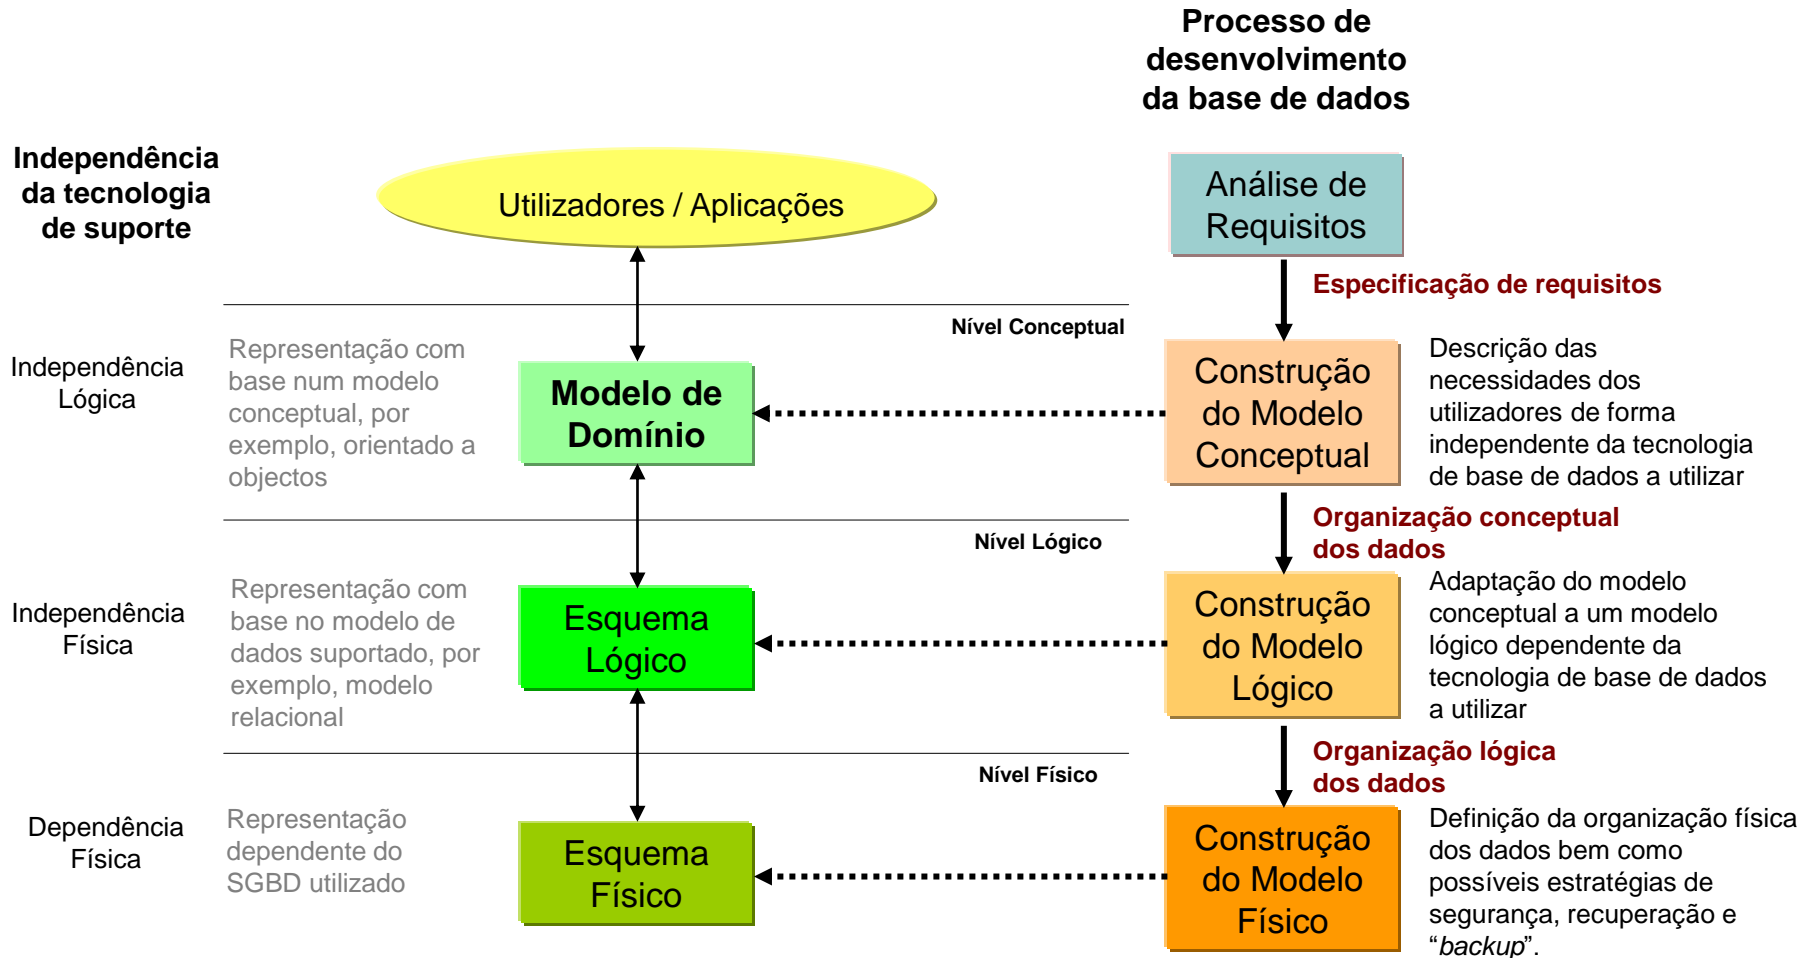 Processo de
desenvolvimento
da base de dados
Independência
da tecnologia
de suporte
Utilizadores / Aplicações
Análise de
Requisitos
Especificação de requisitos
Nível Conceptual
Independência
Lógica
Representação com
base num modelo
conceptual, por
exemplo, orientado a
objectos
Modelo de
Domínio
Construção
do Modelo
Conceptual
Descrição das
necessidades dos
utilizadores de forma
independente da tecnologia
de base de dados a utilizar
Organização conceptual
dos dados
Nível Lógico
Independência
Física
Representação com
base no modelo de
dados suportado, por
exemplo, modelo
relacional
Esquema
Lógico
Construção
do Modelo
Lógico
Adaptação do modelo
conceptual a um modelo
lógico dependente da
tecnologia de base de dados
a utilizar
Organização lógica
dos dados
Nível Físico
Dependência
Física
Representação
dependente do
SGBD utilizado
Esquema
Físico
Construção
do Modelo
Físico
Definição da organização física
dos dados bem como
possíveis estratégias de
segurança, recuperação e
“backup”.